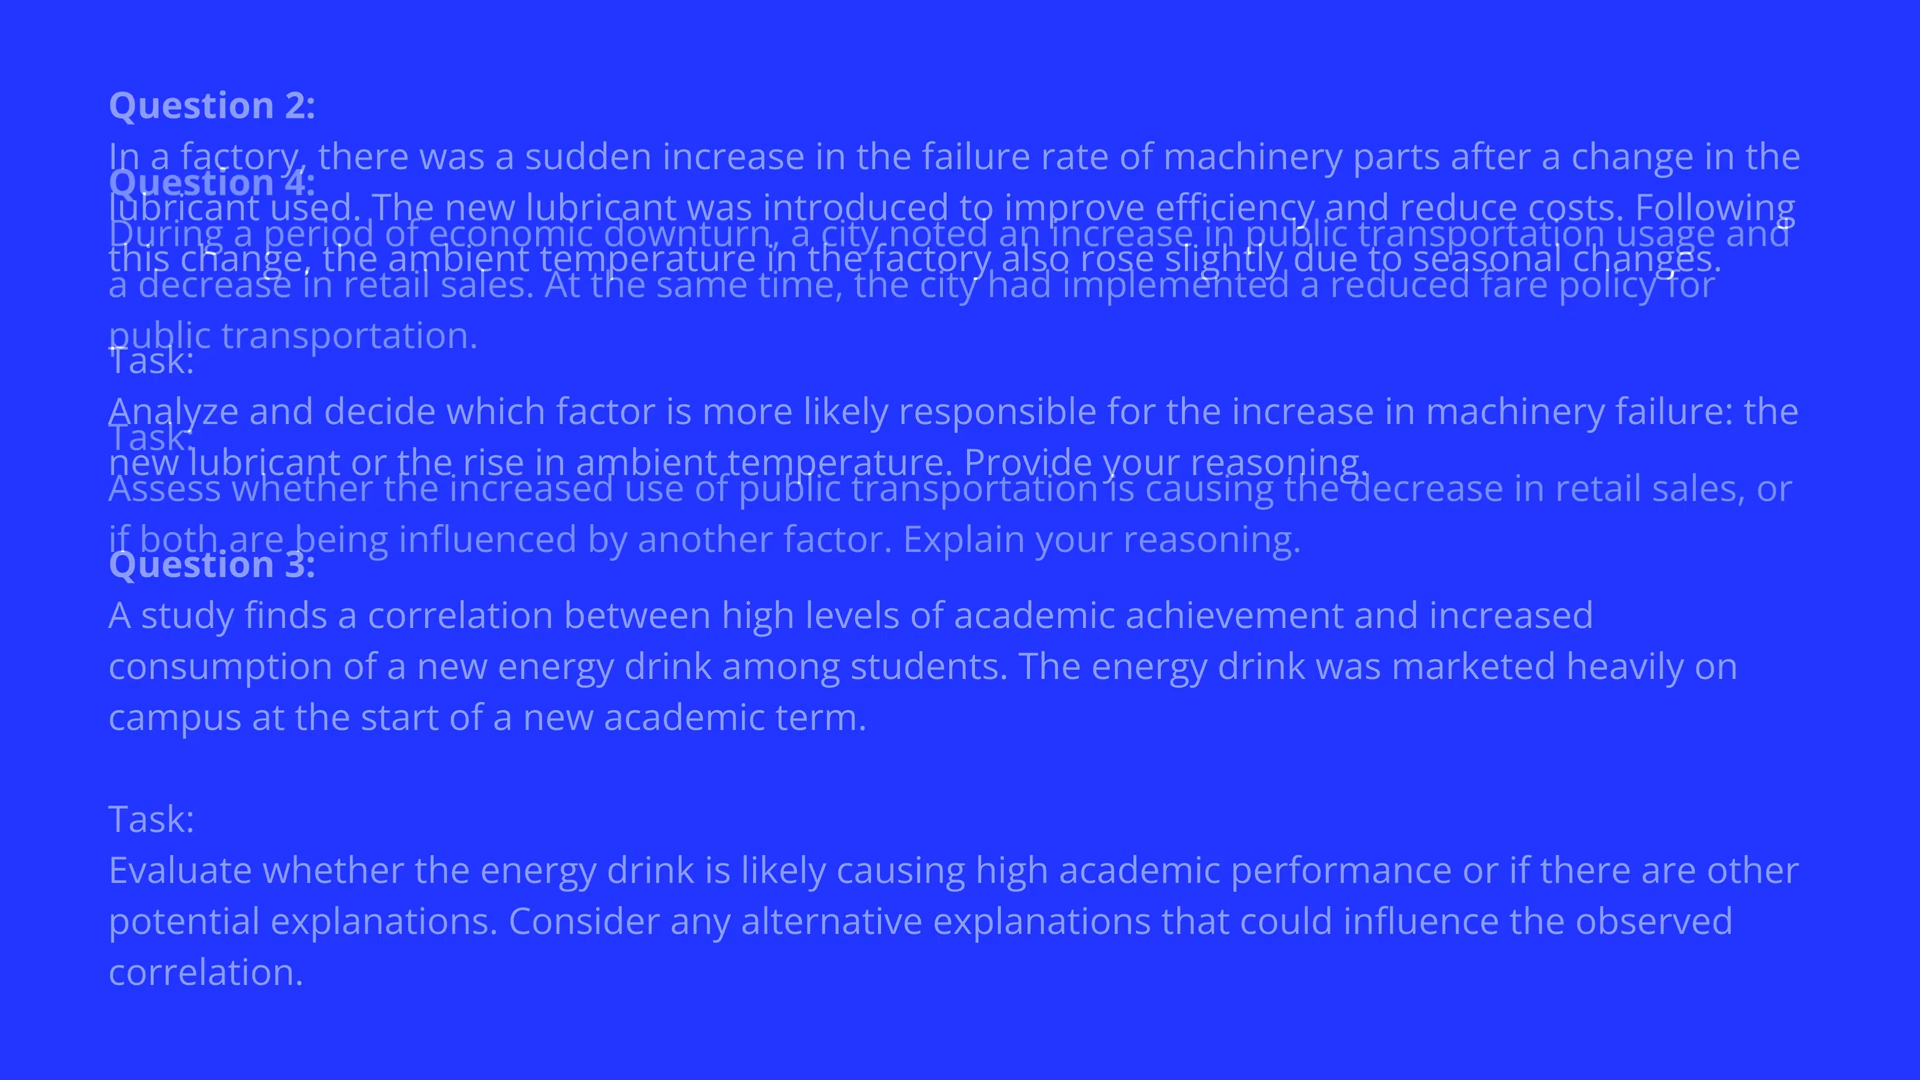 Question 2:
In a factory, there was a sudden increase in the failure rate of machinery parts after a change in the
lubricant used. The new lubricant was introduced to improve efficiency and reduce costs. Following
this change, the ambient temperature in the factory also rose slightly due to seasonal changes.
Task:
Analyze and decide which factor is more likely responsible for the increase in machinery failure: the
new lubricant or the rise in ambient temperature. Provide your reasoning.
Question 3:
A study finds a correlation between high levels of academic achievement and increased
consumption of a new energy drink among students. The energy drink was marketed heavily on
campus at the start of a new academic term.
Task:
Evaluate whether the energy drink is likely causing high academic performance or if there are other
potential explanations. Consider any alternative explanations that could influence the observed
correlation.
Question 4:
During a period of economic downturn, a city noted an increase in public transportation usage and
a decrease in retail sales. At the same time, the city had implemented a reduced fare policy for
public transportation.
Task:
Assess whether the increased use of public transportation is causing the decrease in retail sales, or
if both are being influenced by another factor. Explain your reasoning.